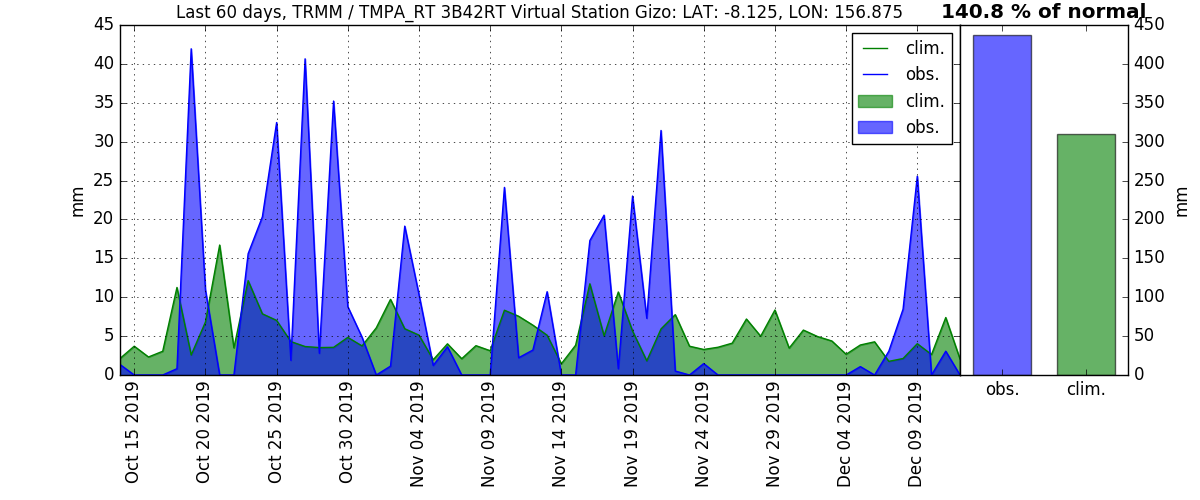 Last 60 days, TRMM / TMPA_RT 3B42RT Virtual Station Gizo: LAT: -8.125, LON: 156.875
140.8 % of normal
45
40
35
30
25
20
15
10
5
0
mm
clim.
obs.
clim.
obs.
Oct 15 2019
Oct 20 2019
Oct 25 2019
Oct 30 2019
Nov 04 2019
Nov 09 2019
Nov 14 2019
Nov 19 2019
Nov 24 2019
Nov 29 2019
Dec 04 2019
Dec 09 2019
450
400
350
300
250
200
150
100
50
0
mm
obs.
clim.